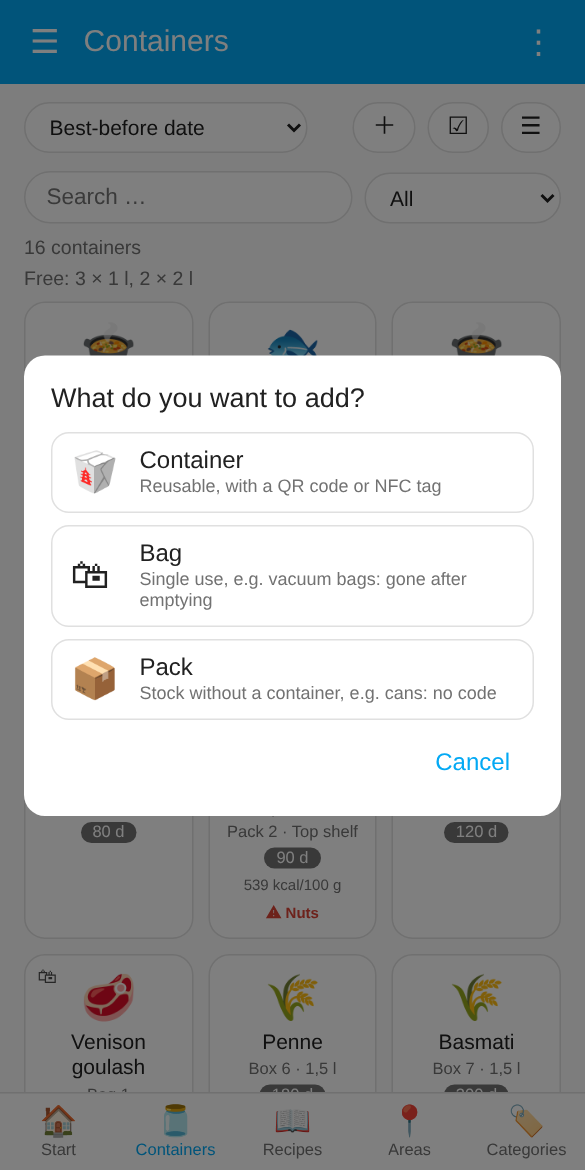 Containers
Best-before date
Search …
All
16 containers
Free: 3 × 1 l, 2 × 2 l
What do you want to add?
Container
Reusable, with a QR code or NFC tag
Bag
Single use, e.g. vacuum bags: gone after
emptying
Pack
Stock without a container, e.g. cans: no code
Cancel
80 d
Pack 2 · Top shelf
90 d
539 kcal/100 g
Nuts
120 d
Venison
goulash
Penne
Box 6 · 1,5 l
Basmati
Box 7 · 1,5 l
Start
Containers
Recipes
Areas
Categories